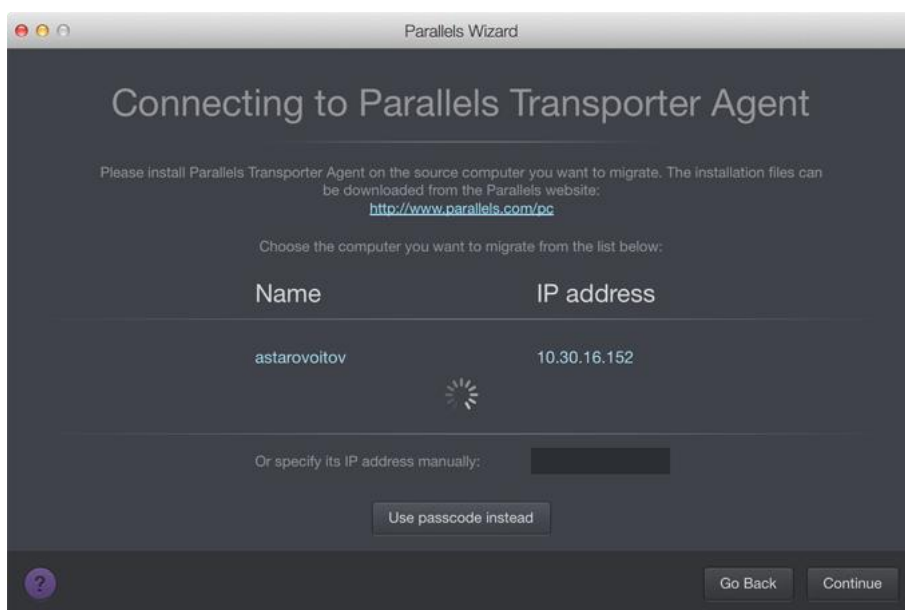 Parallels Wizard
Connecting to Parallels Transporter Agent
Please install Parallels Transporter Agent on the source computer you want to migrate. The installation files can
be downloaded from the Parallels website:
http://www.parallels.com/pc
Choose the computer you want to migrate from the list below:
Name IP address
astarovoitov 10.30.16.152
Or specify its IP address manually:
Use passcode instead
? Go Back Continue